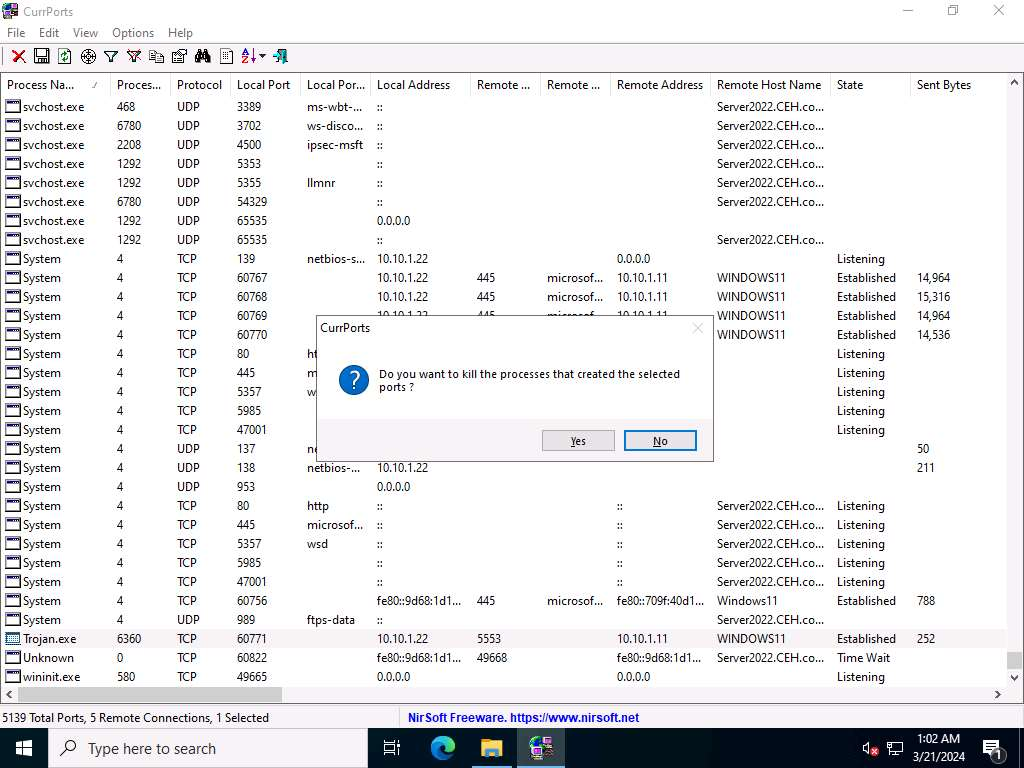 CurrPorts
File Edit View Options Help
Process Na... Proces... Protocol Local Port Local Por... Local Address Remote ... Remote ... Remote Address Remote Host Name State Sent Bytes
svchost.exe 468 UDP 3389 ms-wbt-... :: Server2022.CEH.co...
svchost.exe 6780 UDP 3702 ws-disco... :: Server2022.CEH.co...
svchost.exe 2208 UDP 4500 ipsec-msft :: Server2022.CEH.co...
svchost.exe 1292 UDP 5353 :: Server2022.CEH.co...
svchost.exe 1292 UDP 5355 llmnr :: Server2022.CEH.co...
svchost.exe 6780 UDP 54329 :: Server2022.CEH.co...
svchost.exe 1292 UDP 65535 0.0.0.0
svchost.exe 1292 UDP 65535 :: Server2022.CEH.co...
System 4 TCP 139 netbios-s... 10.10.1.22 0.0.0.0 Listening
System 4 TCP 60767 10.10.1.22 445 microsof... 10.10.1.11 WINDOWS11 Established 14,964
System 4 TCP 60768 10.10.1.22 445 microsof... 10.10.1.11 WINDOWS11 Established 15,316
System 4 TCP 60769 10.10.1.22 445 microsof... 10.10.1.11 WINDOWS11 Established 14,964
System 4 TCP 60770 WINDOWS11 Established 14,536
System 4 TCP 80 Listening
System 4 TCP 445 Listening
System 4 TCP 5357 Listening
System 4 TCP 5985 Listening
System 4 TCP 47001 Listening
System 4 UDP 137 50
System 4 UDP 138 netbios-... 10.10.1.22 211
System 4 UDP 953 0.0.0.0
System 4 TCP 80 http :: :: Server2022.CEH.co... Listening
System 4 TCP 445 microsof... :: :: Server2022.CEH.co... Listening
System 4 TCP 5357 wsd :: :: Server2022.CEH.co... Listening
System 4 TCP 5985 :: :: Server2022.CEH.co... Listening
System 4 TCP 47001 :: :: Server2022.CEH.co... Listening
System 4 TCP 60756 fe80::9d68:1d1... 445 microsof... fe80::709f:40d1... Windows11 Established 788
System 4 UDP 989 ftps-data :: Server2022.CEH.co...
Trojan.exe 6360 TCP 60771 10.10.1.22 5553 10.10.1.11 WINDOWS11 Established 252
Unknown 0 TCP 60822 fe80::9d68:1d1... 49668 fe80::9d68:1d1... Server2022.CEH.co... Time Wait
wininit.exe 580 TCP 49665 0.0.0.0 0.0.0.0 Listening
CurrPorts
Do you want to kill the processes that created the selected
ports ?
Yes No
5139 Total Ports, 5 Remote Connections, 1 Selected NirSoft Freeware. https://www.nirsoft.net
Type here to search
1:02 AM
3/21/2024
1